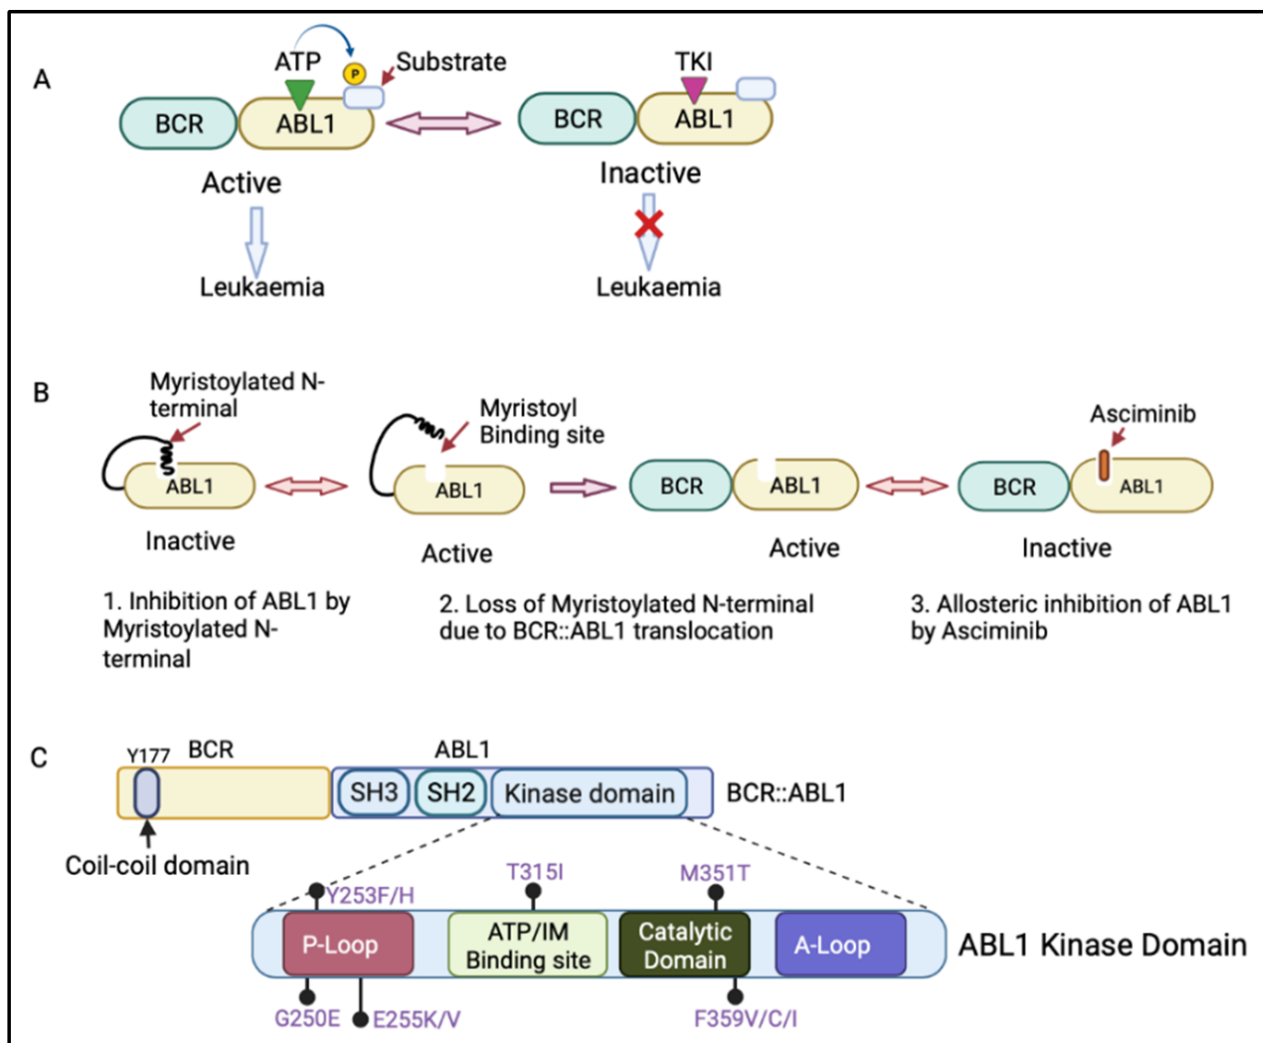 A
ATP
P
Substrate
TKI
BCR
ABL1
BCR
ABL1
Active
Inactive
Leukaemia
Leukaemia
B
Myristoylated N-
terminal
Myristoyl
Binding site
Asciminib
ABL1
ABL1
BCR
ABL1
BCR
ABL1
Inactive
Active
Active
Inactive
1. Inhibition of ABL1 by
Myristoylated N-
terminal
2. Loss of Myristoylated N-terminal
due to BCR::ABL1 translocation
3. Allosteric inhibition of ABL1
by Asciminib
C
Y177
BCR
ABL1
SH3
SH2
Kinase domain
BCR::ABL1
Coil-coil domain
Y253F/H
T315I
M351T
P-Loop
ATP/IM
Binding site
Catalytic
Domain
A-Loop
ABL1 Kinase Domain
G250E
E255K/V
F359V/C/I